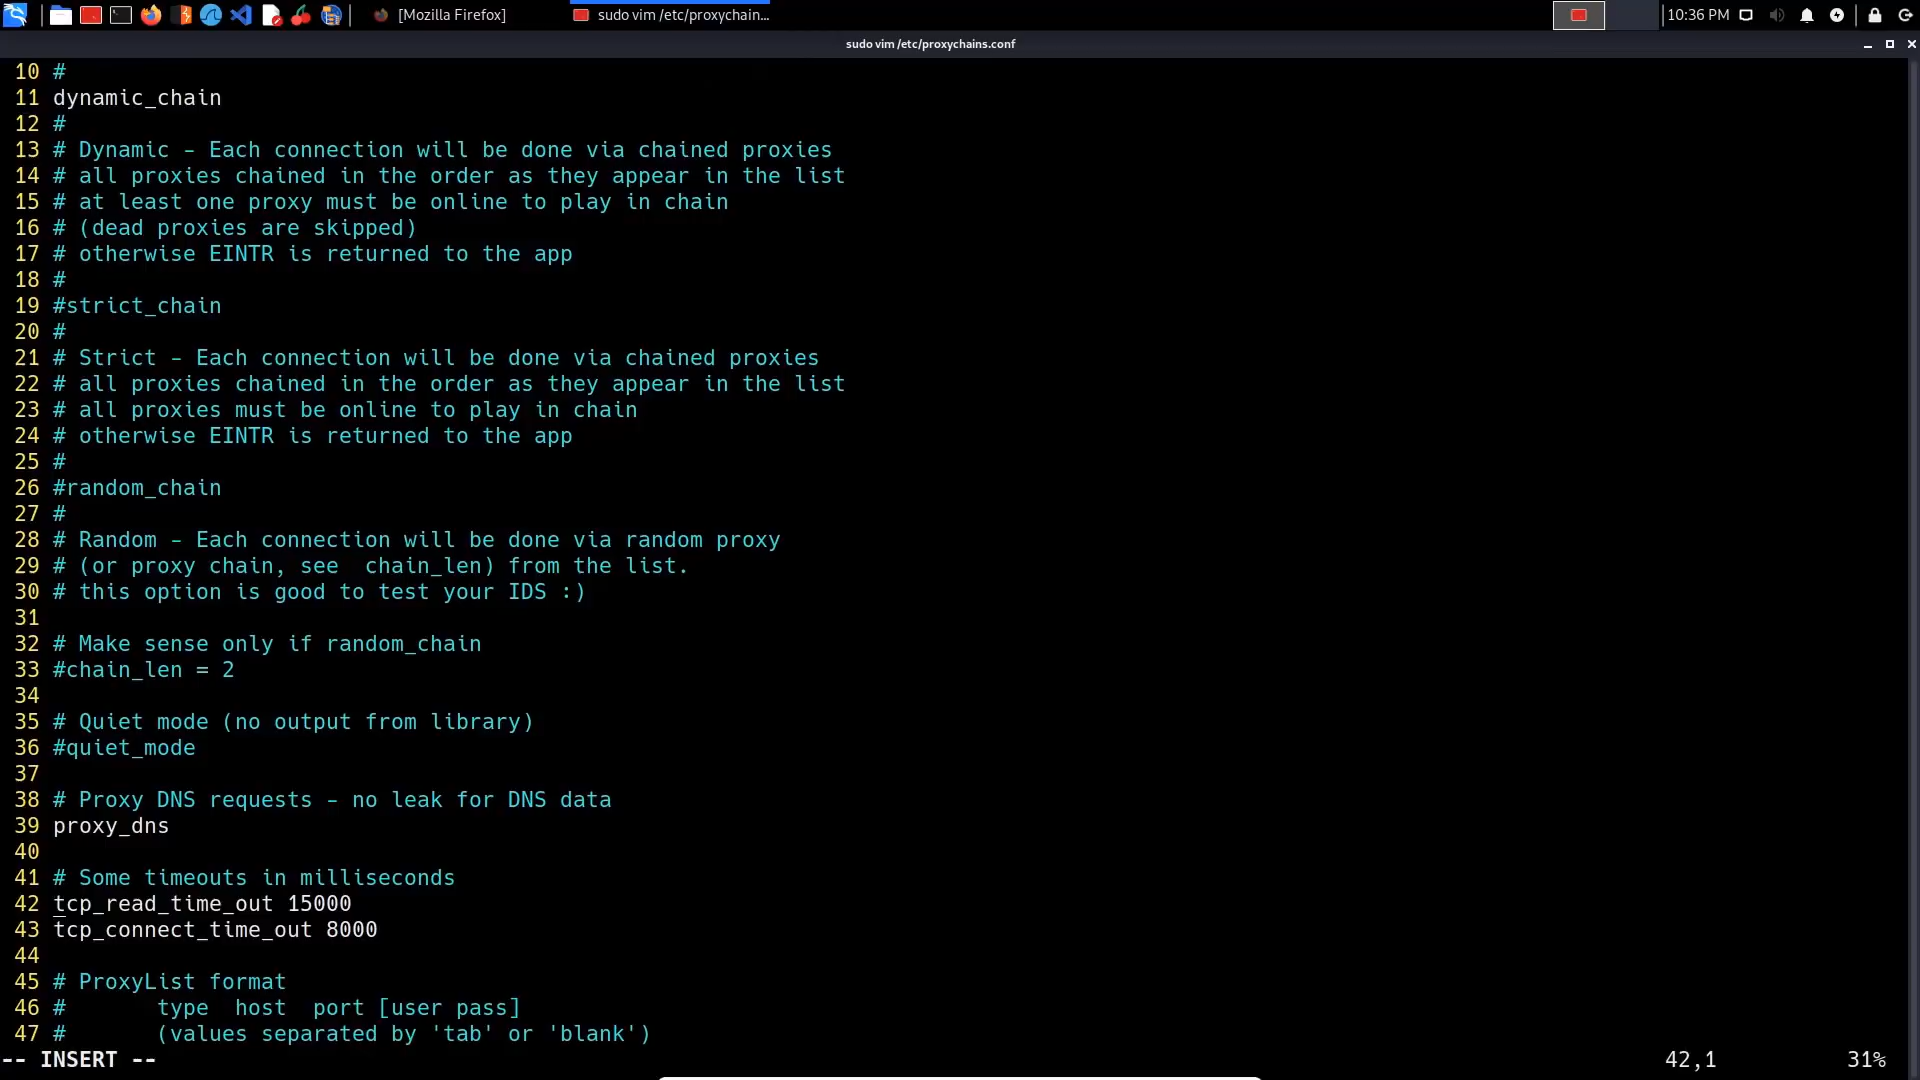 [Mozilla Firefox]
sudo vim /etc/proxychain...
10:36 PM
sudo vim /etc/proxychains.conf
10 #
11 dynamic_chain
12 #
13 # Dynamic - Each connection will be done via chained proxies
14 # all proxies chained in the order as they appear in the list
15 # at least one proxy must be online to play in chain
16 # (dead proxies are skipped)
17 # otherwise EINTR is returned to the app
18 #
19 #strict_chain
20 #
21 # Strict - Each connection will be done via chained proxies
22 # all proxies chained in the order as they appear in the list
23 # all proxies must be online to play in chain
24 # otherwise EINTR is returned to the app
25 #
26 #random_chain
27 #
28 # Random - Each connection will be done via random proxy
29 # (or proxy chain, see  chain_len) from the list.
30 # this option is good to test your IDS :)
31
32 # Make sense only if random_chain
33 #chain_len = 2
34
35 # Quiet mode (no output from library)
36 #quiet_mode
37
38 # Proxy DNS requests - no leak for DNS data
39 proxy_dns
40
41 # Some timeouts in milliseconds
42 tcp_read_time_out 15000
43 tcp_connect_time_out 8000
44
45 # ProxyList format
46 #       type  host  port [user pass]
47 #       (values separated by 'tab' or 'blank')
-- INSERT -- 42,1 31%